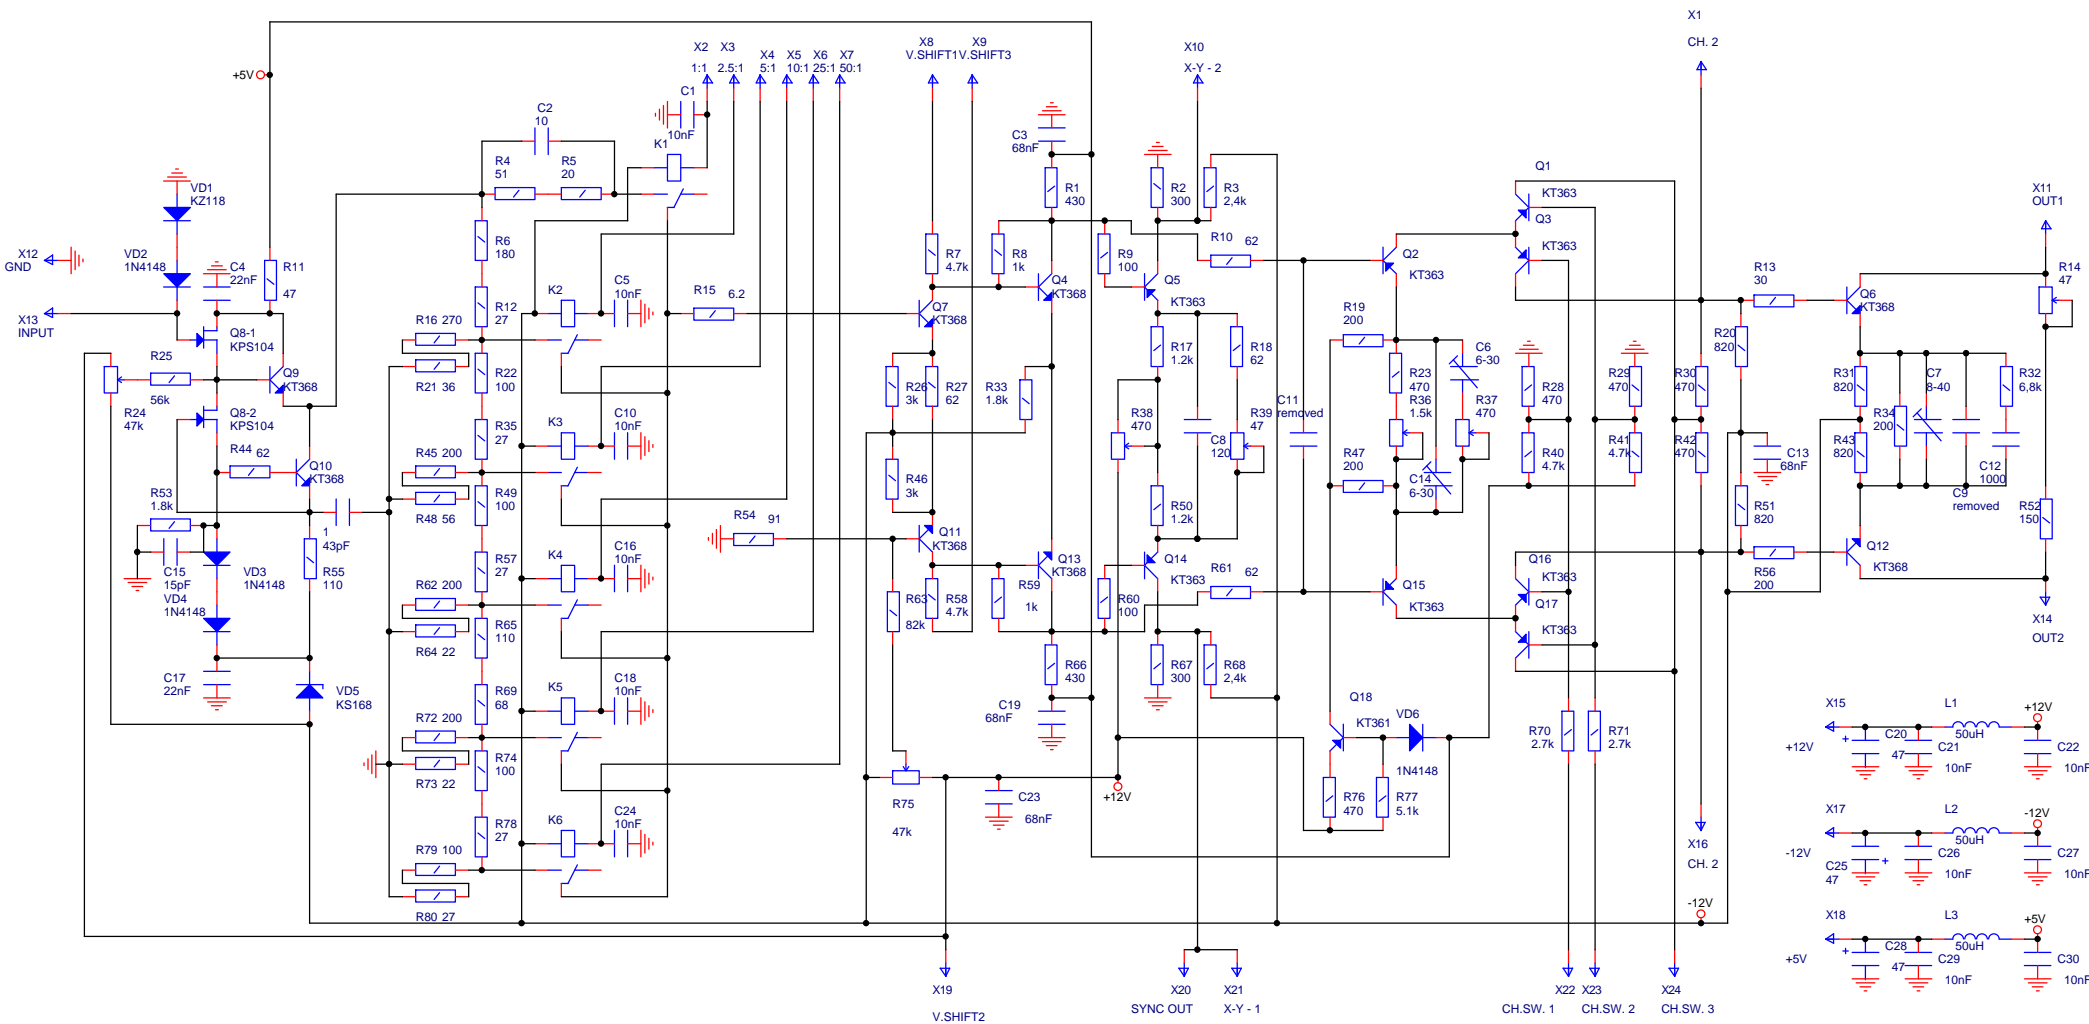 X1
CH. 2
X2
1:1
X3
2.5:1
X4
5:1
X5
10:1
X6
25:1
X7
50:1
X8
V.SHIFT1
X9
V.SHIFT3
X10
X-Y - 2
+5V
C1
10nF
K1
C2
10
R4
51
R5
20
C3
68nF
R1
430
R2
300
R3
2,4k
Q1
KT363
Q3
KT363
X11
OUT1
VD1
KZ118
X12
GND
VD2
1N4148
C4
22nF
R11
47
R6
180
R7
4.7k
R8
1k
R9
100
R10
62
Q2
KT363
Q4
KT368
Q5
KT363
R13
30
Q6
KT368
R14
47
X13
INPUT
Q8-1
KPS104
R12
27
K2
C5
10nF
R15
6.2
Q7
KT368
R16 270
R17
1.2k
R18
62
R19
200
C6
6-30
R20
820
R25
56k
R24
47k
Q9
KT368
Q8-2
KPS104
R21 36
R22
100
R26
3k
R27
62
R33
1.8k
R38
470
C8
120
R39
47
C11
removed
R23
470
R36
1.5k
R37
470
R28
470
R29
470
R30
470
R31
820
R34
200
C7
8-40
R32
6,8k
R35
27
K3
C10
10nF
R44 62
Q10
KT368
R45 200
R46
3k
R47
200
C14
6-30
R40
4.7k
R41
4.7k
R42
470
C13
68nF
R43
820
C12
1000
C9
removed
R53
1.8k
R48 56
R49
100
R54
91
R50
1.2k
R51
820
R52
150
1
43pF
C15
15pF
VD3
1N4148
VD4
1N4148
R55
110
R57
27
K4
C16
10nF
Q11
KT368
Q13
KT368
Q14
KT363
R61
62
Q15
KT363
Q16
KT363
Q17
KT363
R56
200
Q12
KT368
R62 200
R63
82k
R58
4.7k
R59
1k
R60
100
R65
110
R64 22
X14
OUT2
C17
22nF
VD5
KS168
R69
68
K5
C18
10nF
C19
68nF
R66
430
R67
300
R68
2,4k
Q18
KT361
VD6
1N4148
R70
2.7k
R71
2.7k
R72 200
R73 22
R74
100
R75
47k
C23
68nF
+12V
R76
470
R77
5.1k
R78
27
K6
C24
10nF
R79 100
R80 27
X16
CH. 2
-12V
X15
+12V
C20
47
C21
10nF
L1
50uH
+12V
C22
10nF
X17
-12V
C25
47
C26
10nF
L2
50uH
-12V
C27
10nF
X18
+5V
C28
47
C29
10nF
L3
50uH
+5V
C30
10nF
X19
V.SHIFT2
X20
SYNC OUT
X21
X-Y - 1
X22
CH.SW. 1
X23
CH.SW. 2
X24
CH.SW. 3